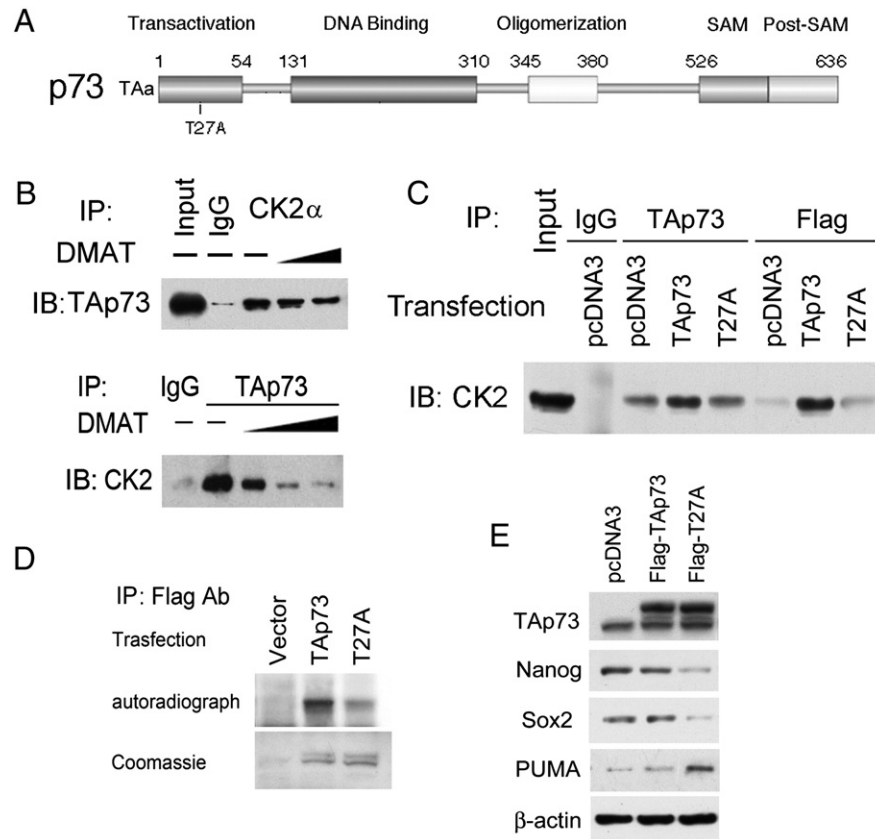 A
Transactivation DNA Binding Oligomerization SAM Post-SAM
1 54 131 310 345 380 526 636
p73 TAa
T27A
B
IP: Input IgG CK2α
DMAT – – –
IB: TAp73
IP: IgG TAp73
DMAT – –
IB: CK2
C
IP: Input IgG TAp73 Flag
Transfection pcDNA3 pcDNA3 TAp73 T27A pcDNA3 TAp73 T27A
IB: CK2
D
IP: Flag Ab
Trasfection Vector TAp73 T27A
autoradiograph
Coomassie
E
pcDNA3 Flag-TAp73 Flag-T27A
TAp73
Nanog
Sox2
PUMA
β-actin